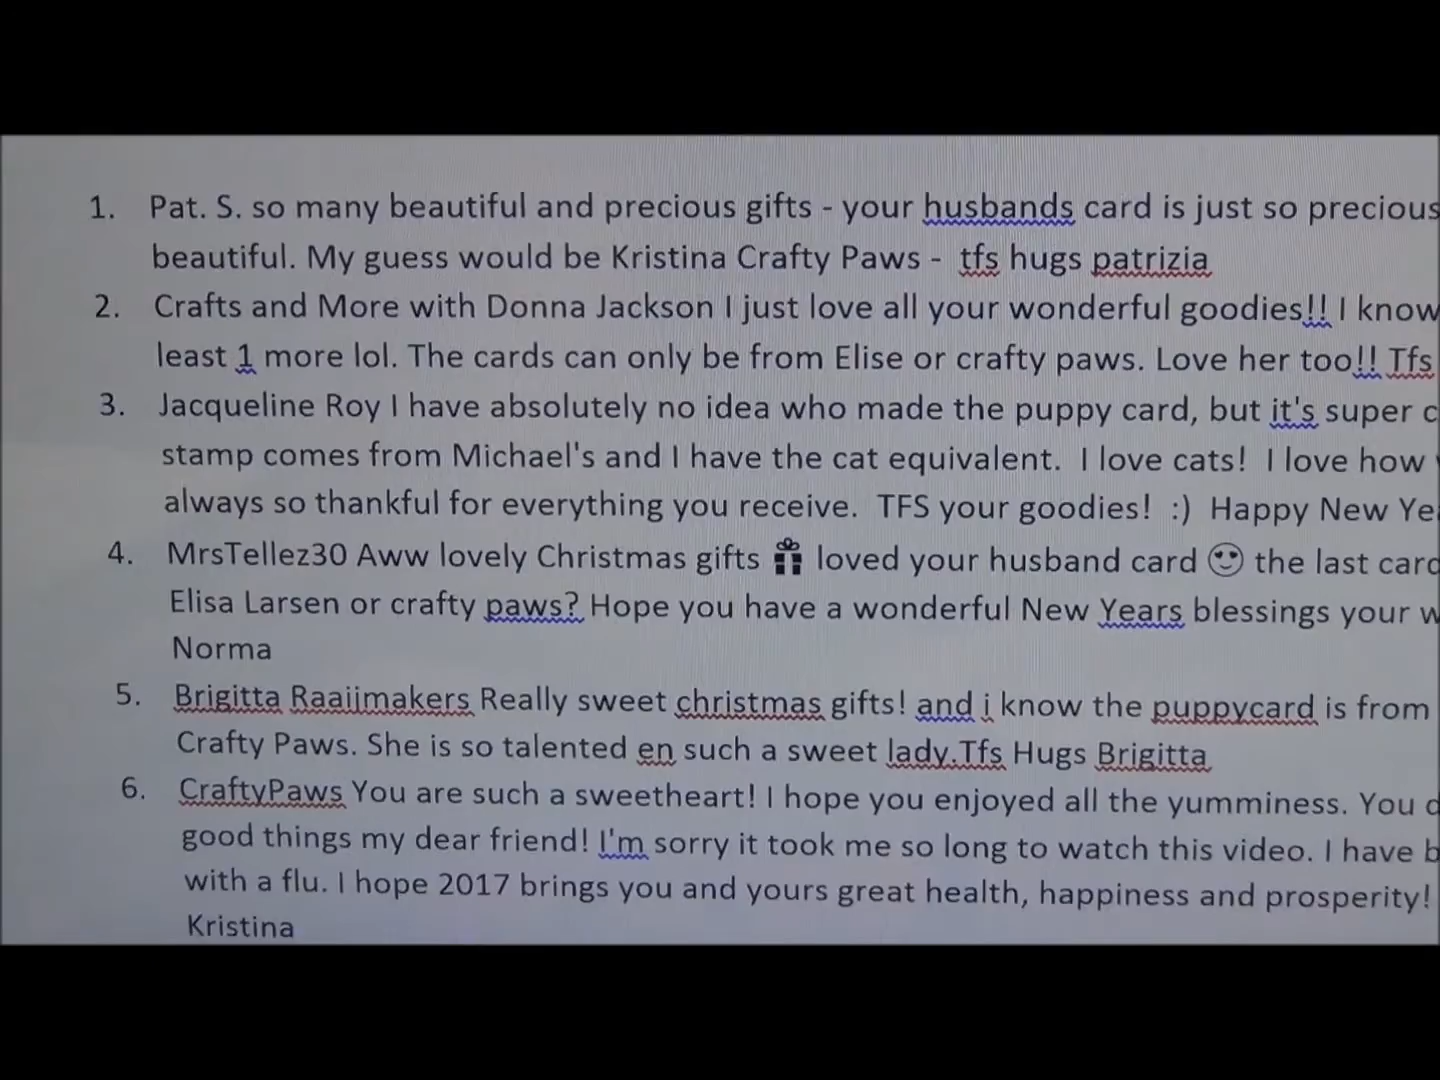 1. Pat. S. so many beautiful and precious gifts - your husbands card is just so precious
beautiful. My guess would be Kristina Crafty Paws - tfs hugs patrizia
2. Crafts and More with Donna Jackson I just love all your wonderful goodies!! I know
least 1 more lol. The cards can only be from Elise or crafty paws. Love her too!! Tfs
3. Jacqueline Roy I have absolutely no idea who made the puppy card, but it's super
stamp comes from Michael's and I have the cat equivalent. I love cats! I love how
always so thankful for everything you receive. TFS your goodies! :) Happy New
4. MrsTellez30 Aww lovely Christmas gifts 🎁 loved your husband card 😍 the last
Elisa Larsen or crafty paws? Hope you have a wonderful New Years blessings your
Norma
5. Brigitta Raaijmakers Really sweet christmas gifts! and i know the puppycard is from
Crafty Paws. She is so talented en such a sweet lady.Tfs Hugs Brigitta
6. CraftyPaws You are such a sweetheart! I hope you enjoyed all the yumminess. You
good things my dear friend! I'm sorry it took me so long to watch this video. I have
with a flu. I hope 2017 brings you and yours great health, happiness and prosperity!
Kristina